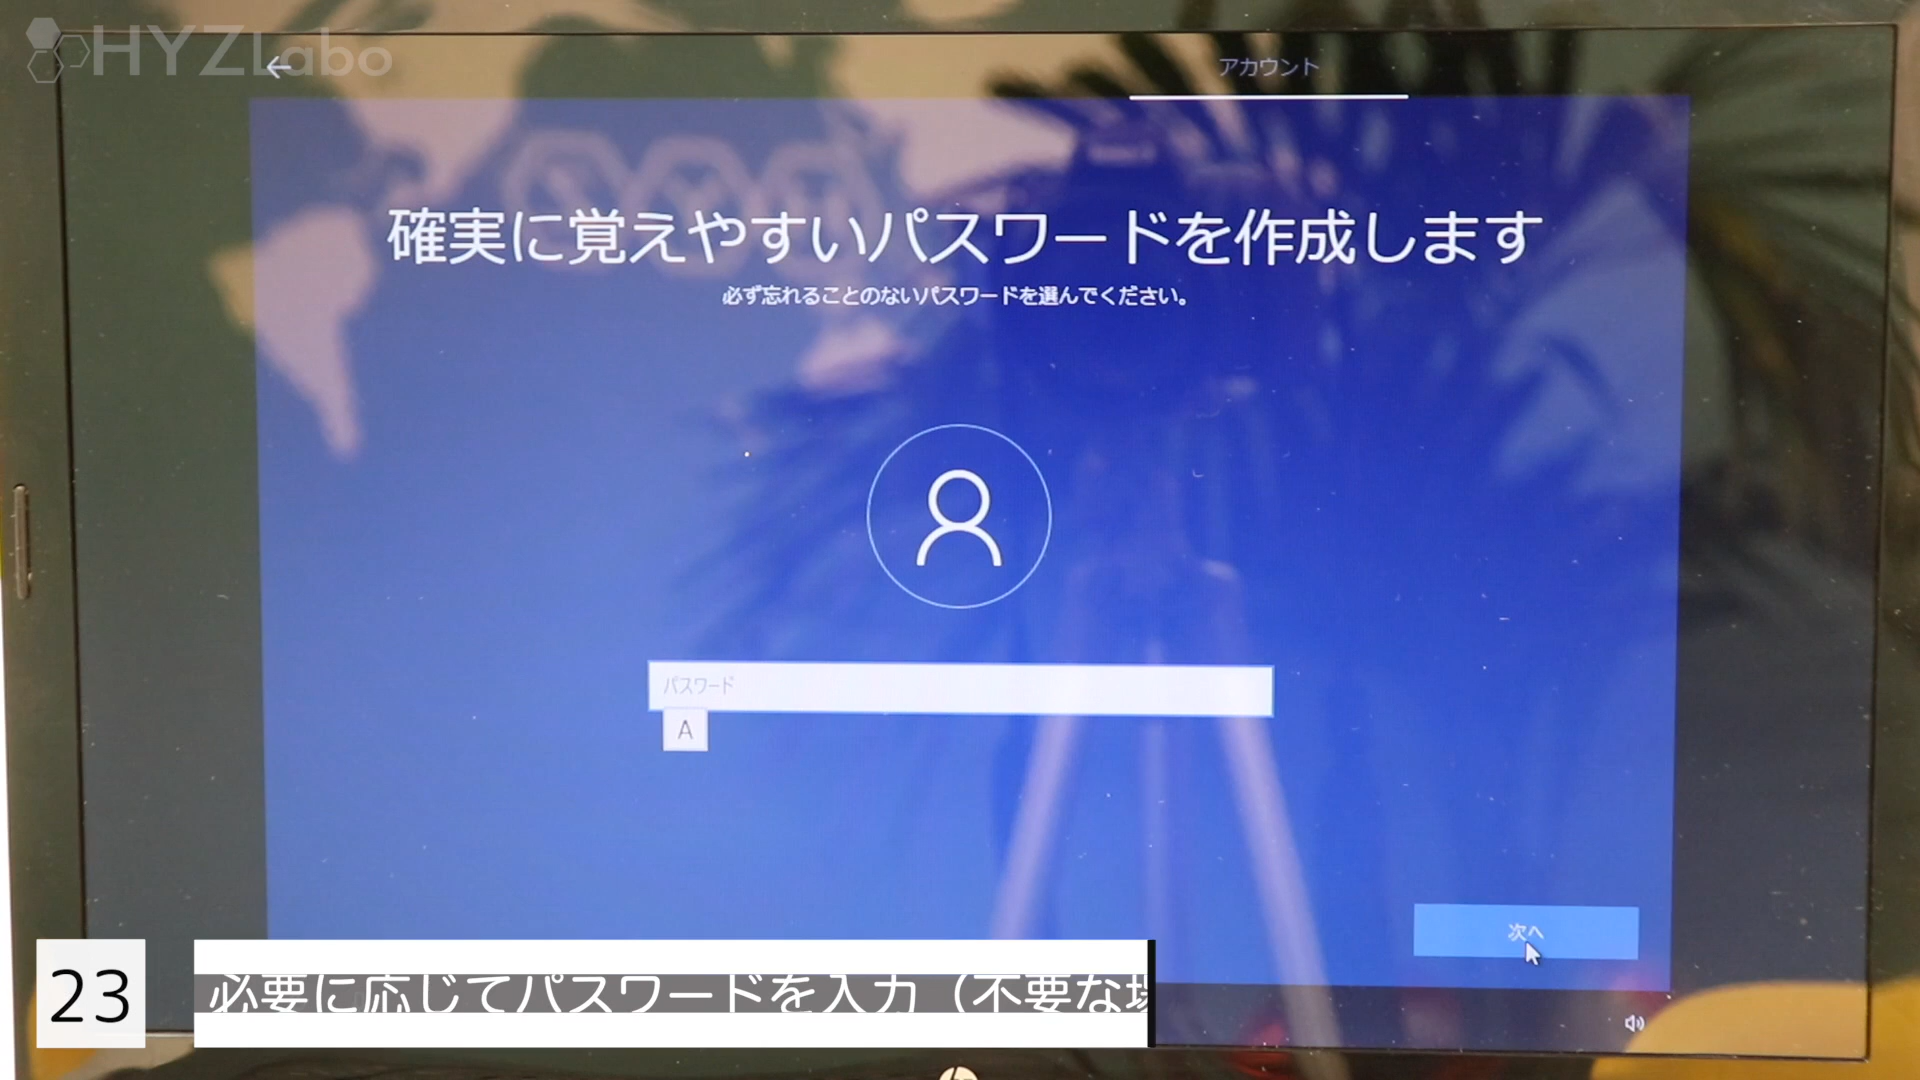 HYZLabo
アカウント
確実に覚えやすいパスワードを作成します
必ず忘れることのないパスワードを選んでください。
パスワード
A
次へ
23
必要に応じてパスワードを入力（不要な場
hp